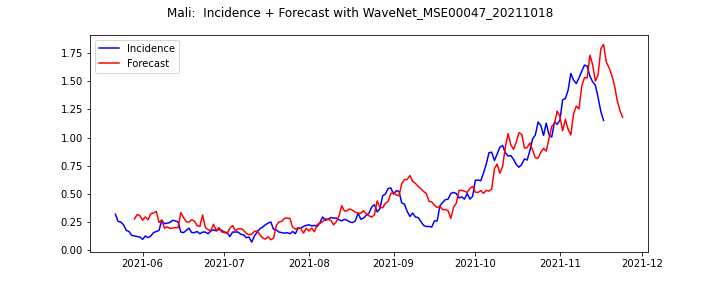 Mali:  Incidence + Forecast with WaveNet_MSE00047_20211018
Incidence
Forecast
1.75
1.50
1.25
1.00
0.75
0.50
0.25
0.00
2021-06 2021-07 2021-08 2021-09 2021-10 2021-11 2021-12